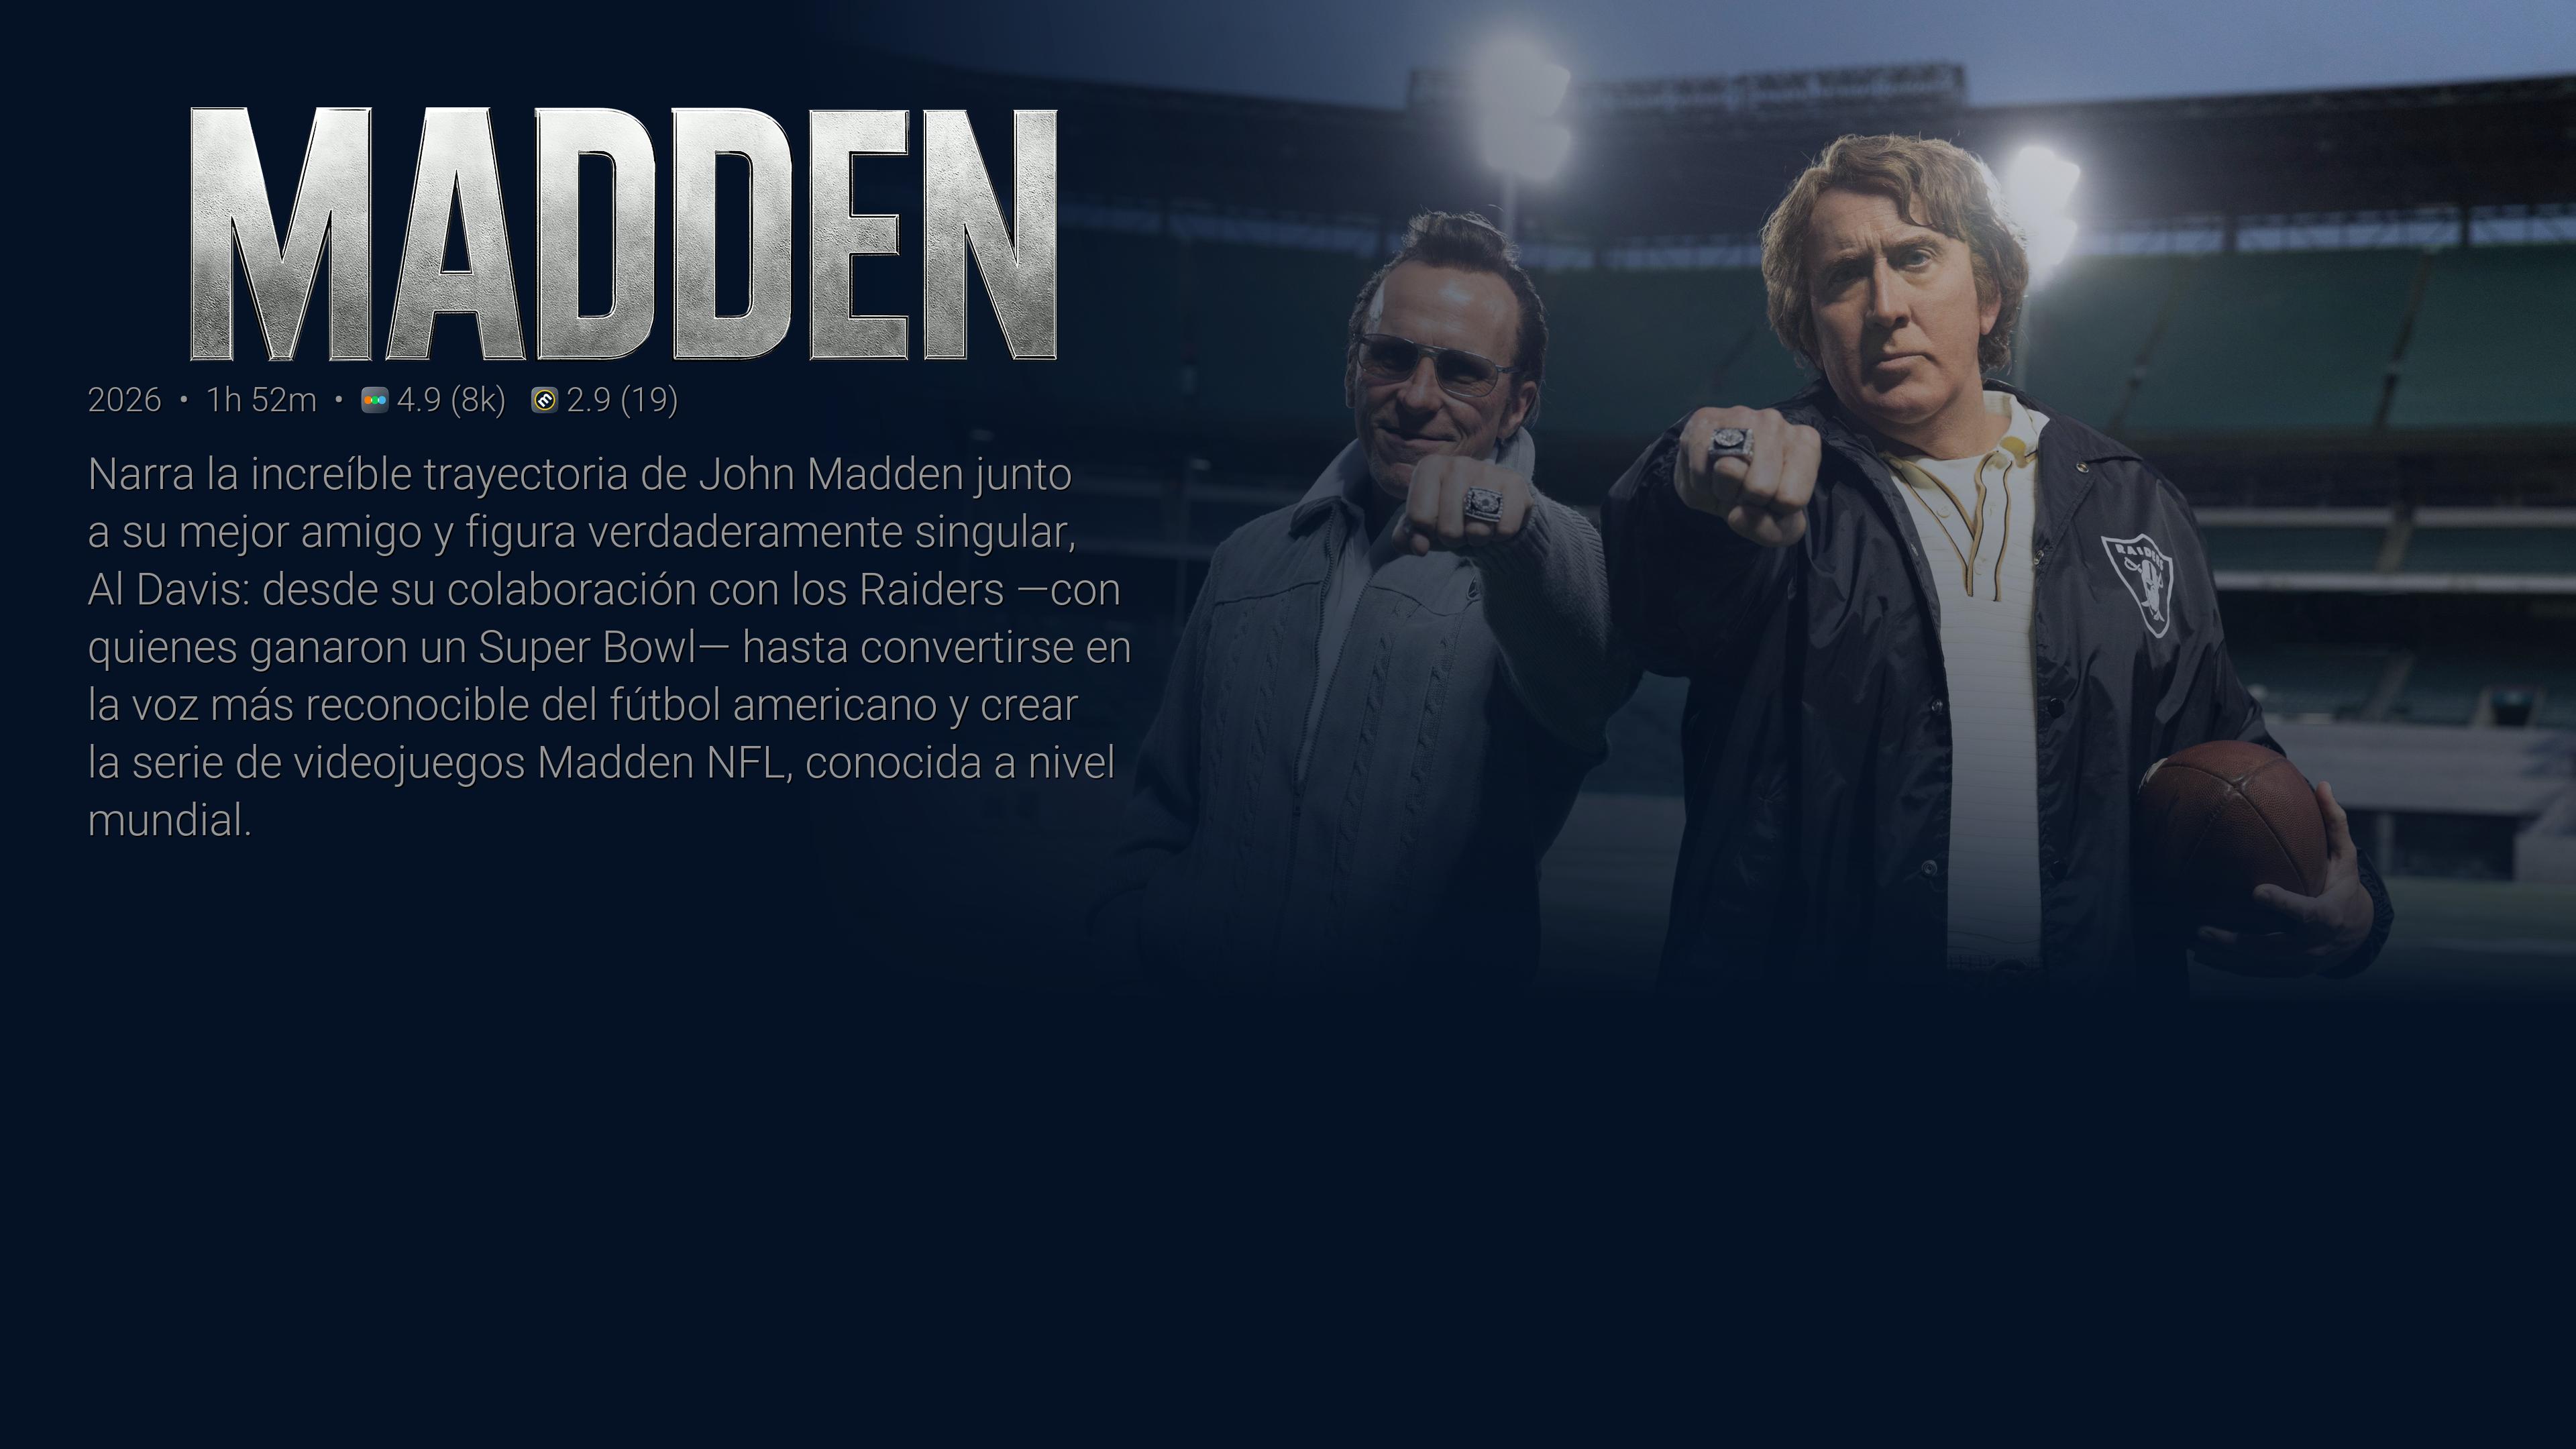 MADDEN
2026 • 1h 52m • 4.9 (8k) 2.9 (19)
Narra la increíble trayectoria de John Madden junto
a su mejor amigo y figura verdaderamente singular,
Al Davis: desde su colaboración con los Raiders —con
quienes ganaron un Super Bowl— hasta convertirse en
la voz más reconocible del fútbol americano y crear
la serie de videojuegos Madden NFL, conocida a nivel
mundial.
RAIDERS